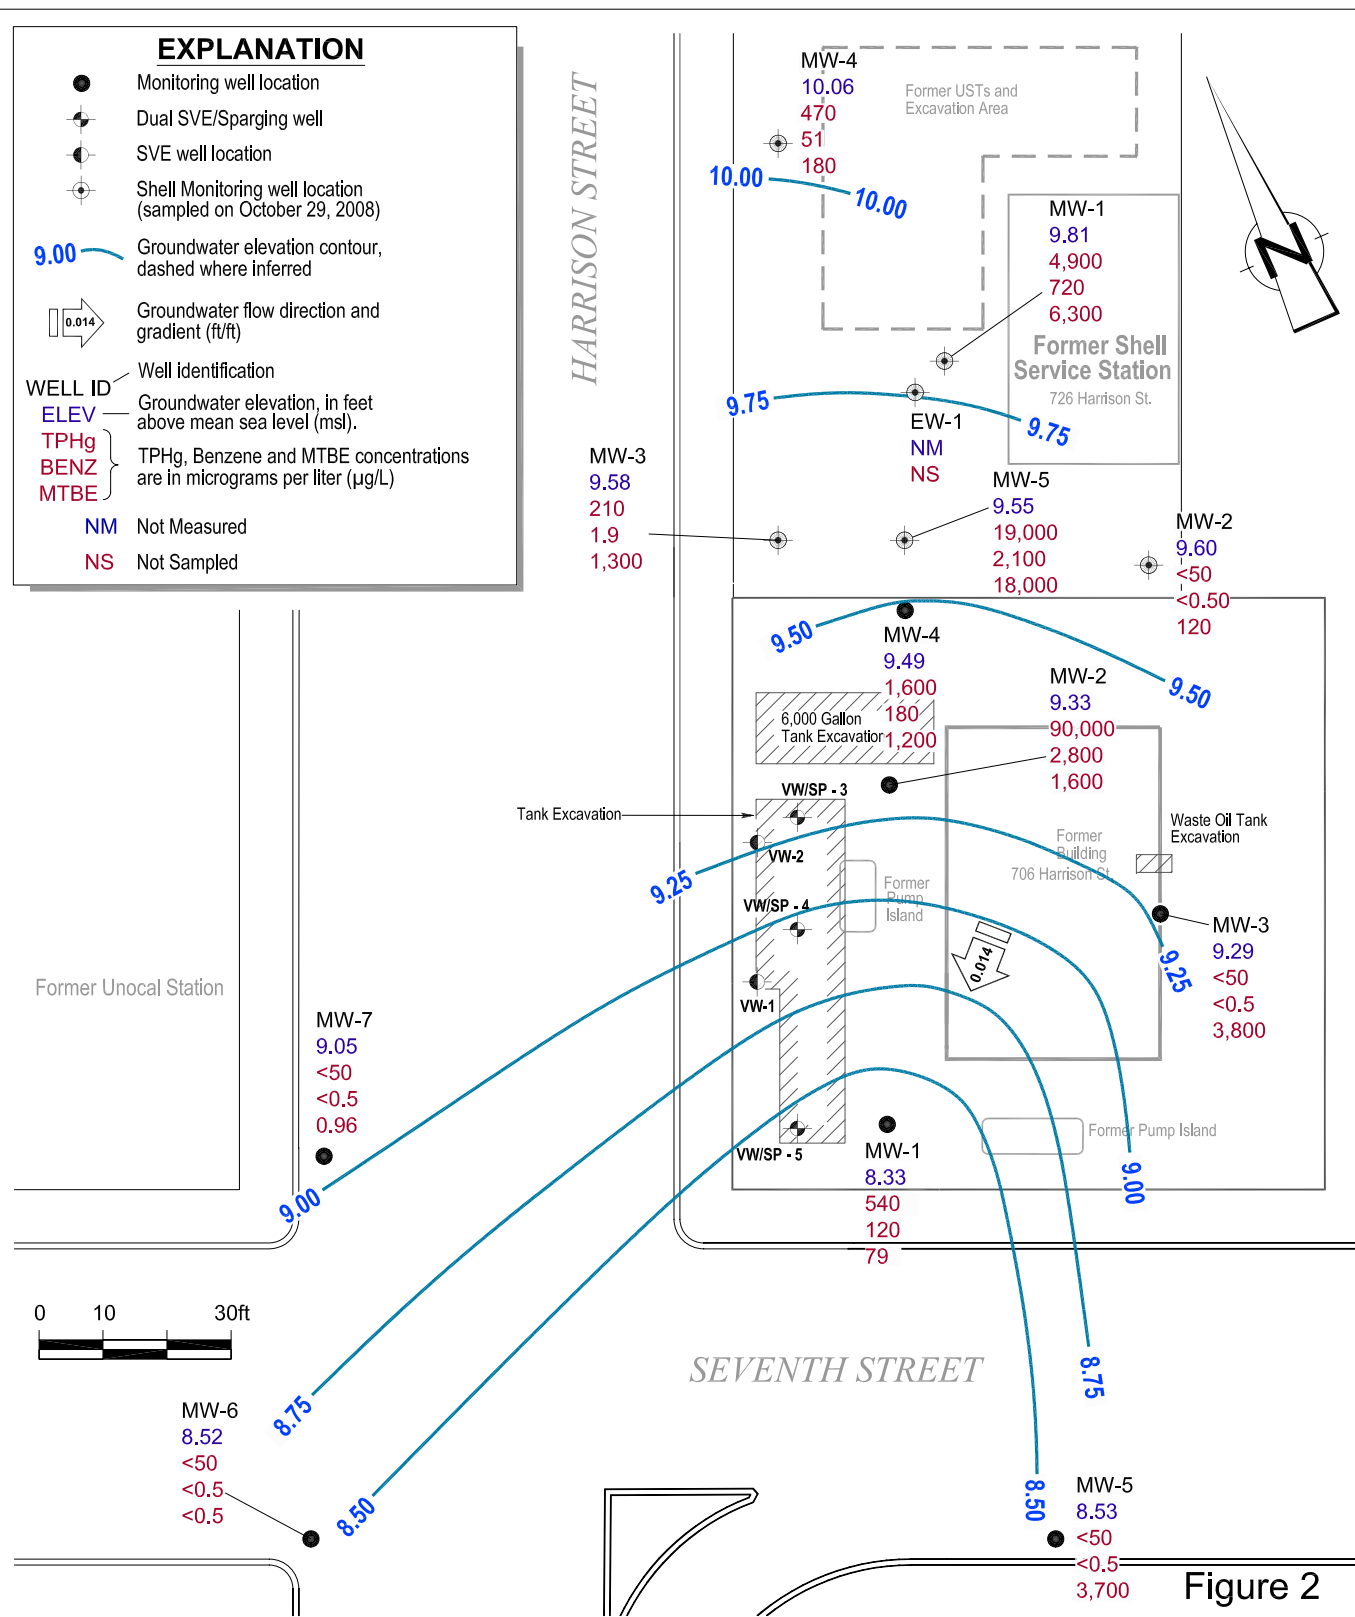 EXPLANATION
Monitoring well location
Dual SVE/Sparging well
SVE well location
Shell Monitoring well location
(sampled on October 29, 2008)
9.00
Groundwater elevation contour,
dashed where inferred
0.014
Groundwater flow direction and
gradient (ft/ft)
WELL ID
Well identification
ELEV
Groundwater elevation, in feet
above mean sea level (msl).
TPHg
BENZ
MTBE
TPHg, Benzene and MTBE concentrations
are in micrograms per liter (µg/L)
NM Not Measured
NS Not Sampled
HARRISON STREET
MW-4
10.06
470
51
180
Former USTs and
Excavation Area
10.00
10.00
N
MW-1
9.81
4,900
720
6,300
Former Shell
Service Station
726 Harrison St.
9.75
9.75
EW-1
NM
NS
MW-3
9.58
210
1.9
1,300
MW-5
9.55
19,000
2,100
18,000
MW-2
9.60
<50
<0.50
120
9.50
9.50
MW-4
9.49
1,600
180
1,200
6,000 Gallon
Tank Excavation
MW-2
9.33
90,000
2,800
1,600
VW/SP - 3
Tank Excavation
VW-2
9.25
9.25
VW/SP - 4
Former
Pump
Island
Former
Building
706 Harrison St.
Waste Oil Tank
Excavation
MW-3
9.29
<50
<0.5
3,800
0.014
VW-1
Former Unocal Station
MW-7
9.05
<50
<0.5
0.96
VW/SP - 5
MW-1
8.33
540
120
79
Former Pump Island
9.00
9.00
0 10 30ft
SEVENTH STREET
8.75
8.75
MW-6
8.52
<50
<0.5
<0.5
8.50
8.50
MW-5
8.53
<50
<0.5
3,700
Figure 2